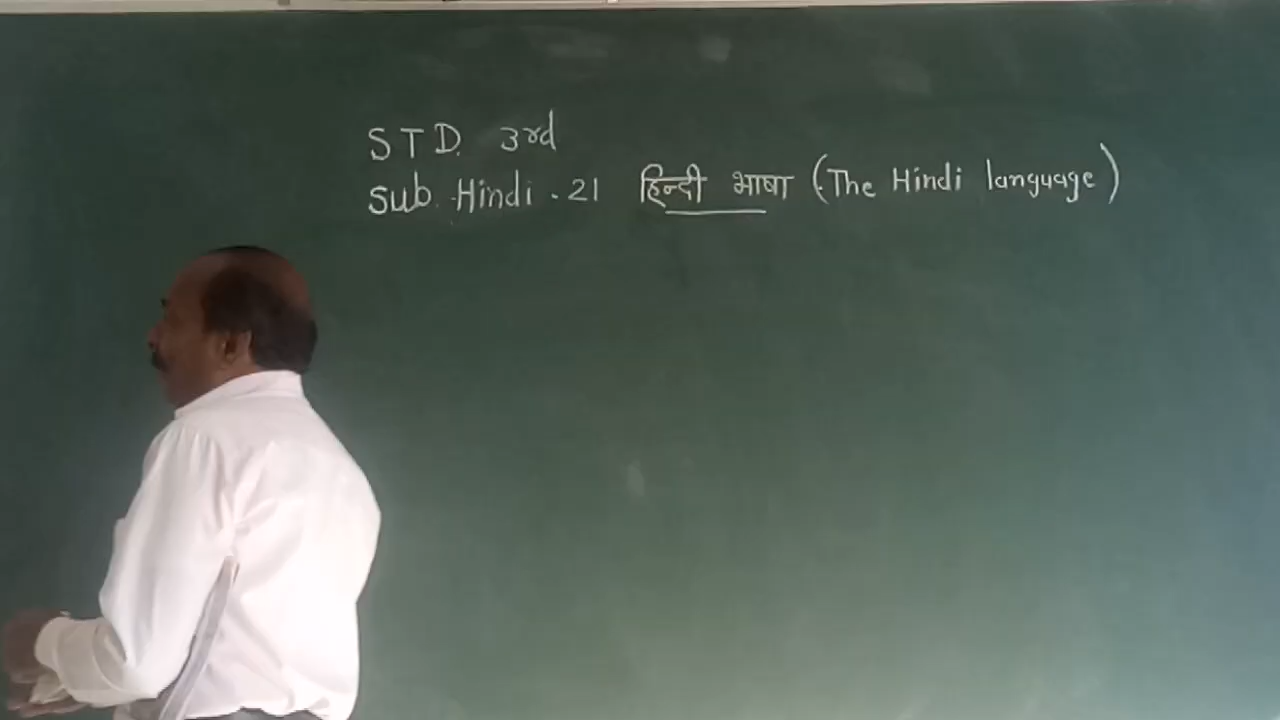 STD. 3rd
Sub. Hindi. 21 हिन्दी भाषा (The Hindi language)